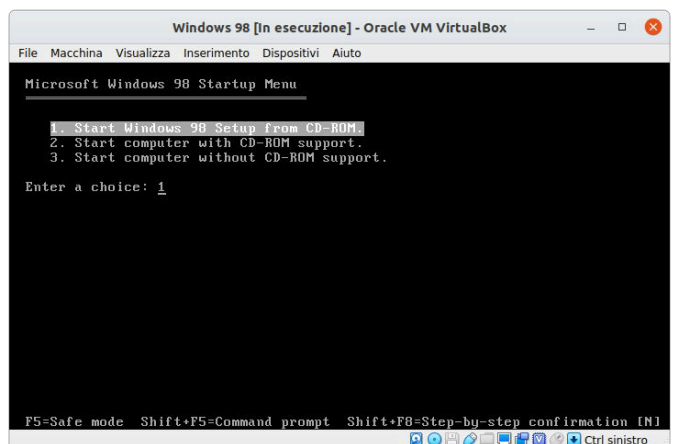 Windows 98 [In esecuzione] - Oracle VM VirtualBox
File Macchina Visualizza Inserimento Dispositivi Aiuto
Microsoft Windows 98 Startup Menu
1. Start Windows 98 Setup from CD-ROM.
2. Start computer with CD-ROM support.
3. Start computer without CD-ROM support.
Enter a choice: 1
F5=Safe mode Shift+F5=Command prompt Shift+F8=Step-by-step confirmation [N]
Ctrl sinistro